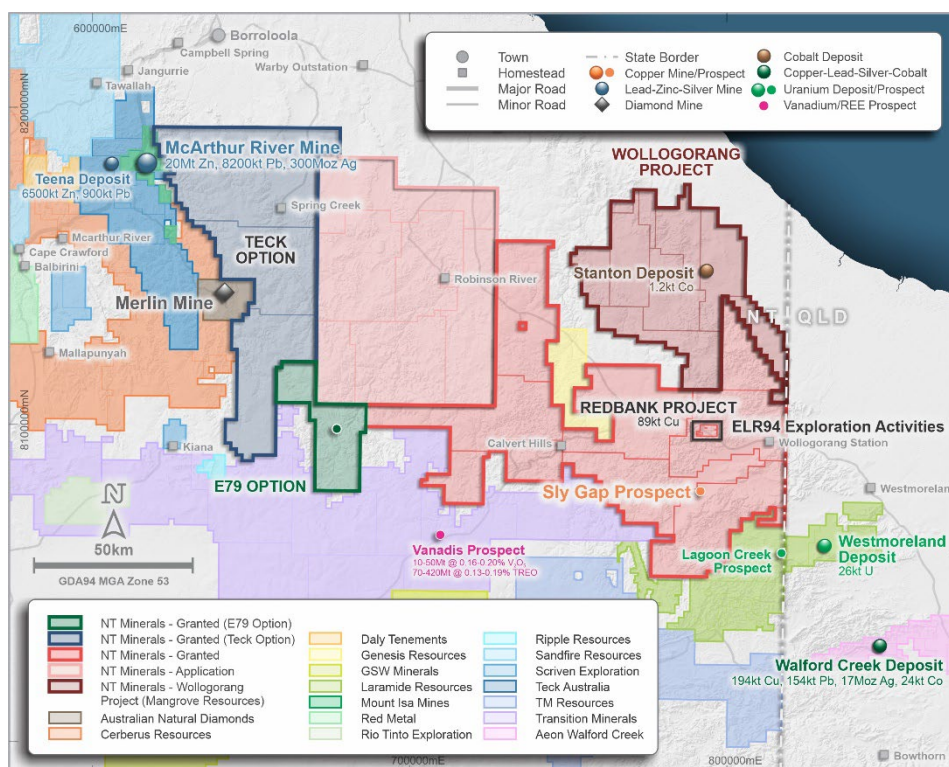 600000mE
Borroloola
Campbell Spring
Warby Outstation
Jangurrie
Tawallah
8200000mN
Town
Homestead
Major Road
Minor Road
State Border
Copper Mine/Prospect
Lead-Zinc-Silver Mine
Diamond Mine
Cobalt Deposit
Copper-Lead-Silver-Cobalt
Uranium Deposit/Prospect
Vanadium/REE Prospect
McArthur River Mine
20Mt Zn, 8200kt Pb, 300Moz Ag
Teena Deposit
6500kt Zn, 900kt Pb
WOLLOGORANG
PROJECT
Spring Creek
Mcarthur River
Cape Crawford
Balbirini
TECK
OPTION
Robinson River
Stanton Deposit
1.2kt Co
Merlin Mine
NT QLD
Mallapunyah
8100000mN
REDBANK PROJECT
89kt Cu
ELR94 Exploration Activities
Kiana
Calvert Hills
Wollogorang Station
E79 OPTION
Sly Gap Prospect
Westmoreland
N
50km
GDA94 MGA Zone 53
Vanadis Prospect
10-50Mt @ 0.16-0.20% V₂O₅
70-420Mt @ 0.13-0.19% TREO
Lagoon Creek
Prospect
Westmoreland
Deposit
26kt U
Walford Creek Deposit
194kt Cu, 154kt Pb, 17Moz Ag, 24kt Co
NT Minerals - Granted (E79 Option)
NT Minerals - Granted (Teck Option)
NT Minerals - Granted
NT Minerals - Application
NT Minerals - Wollogorang
Project (Mangrove Resources)
Australian Natural Diamonds
Cerberus Resources
Daly Tenements
Genesis Resources
GSW Minerals
Laramide Resources
Mount Isa Mines
Red Metal
Rio Tinto Exploration
Ripple Resources
Sandfire Resources
Scriven Exploration
Teck Australia
TM Resources
Transition Minerals
Aeon Walford Creek
700000mE
800000mE
Bowthorn